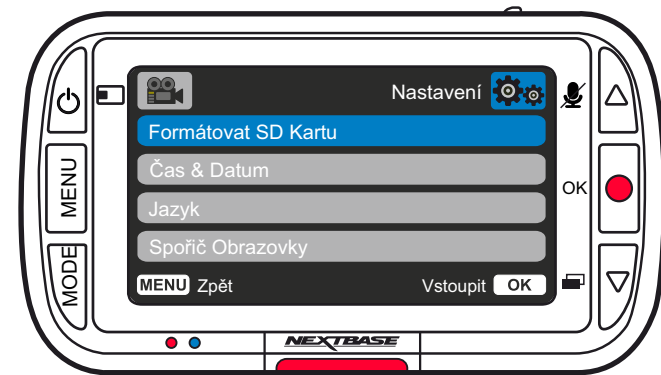 Nastavení
Formátovat SD Kartu
Čas & Datum
Jazyk
Spořič Obrazovky
MENU Zpět
Vstoupit OK
MENU
MODE
OK
NEXTBASE